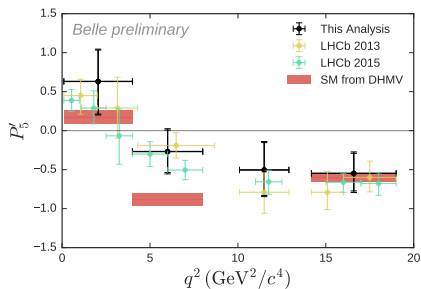 Belle preliminary
This Analysis
LHCb 2013
LHCb 2015
SM from DHMV
1.5
1.0
0.5
0.0
−0.5
−1.0
−1.5
P′₅
0 5 10 15 20
q² (GeV²/c⁴)